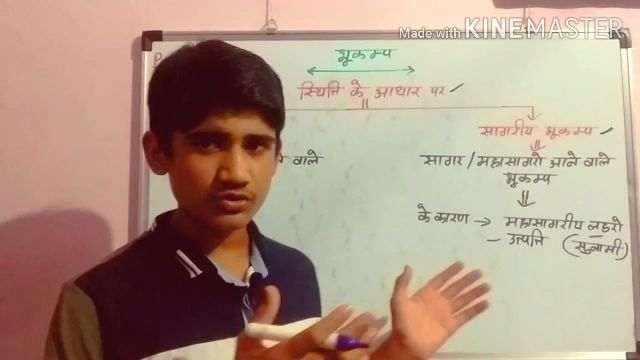 Made with KINEMASTER
P
भूकम्प
स्थिति के आधार पर
सागरीय भूकम्प
वाले
सागर / महासागरो आने वाले
भूकम्प
के कारण → महासागरीय लहरो
– उत्पत्ति (सुनामी)